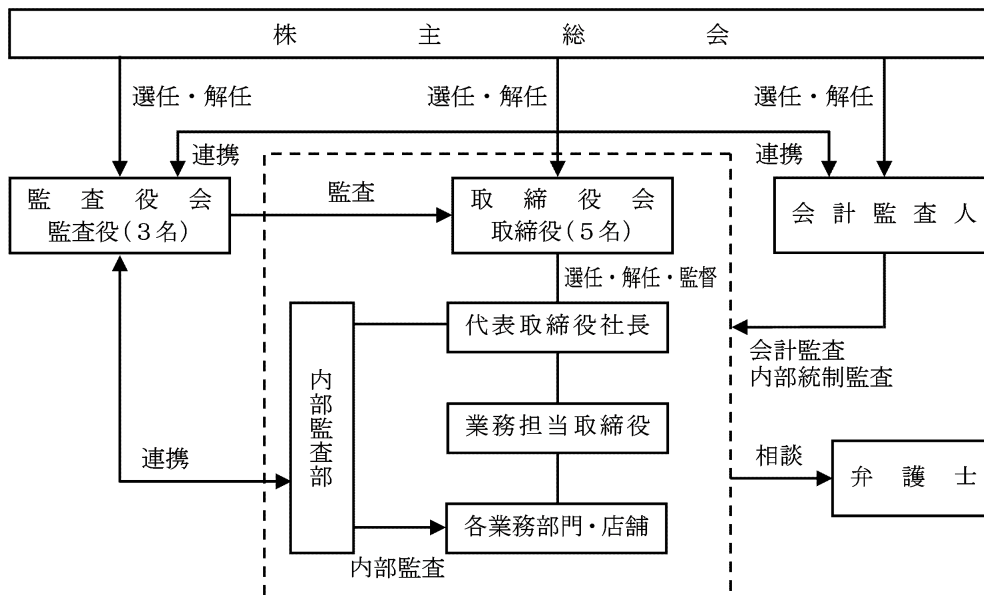 株主総会
選任・解任
選任・解任
選任・解任
連携
連携
監査役会
監査役(3名)
監査
取締役会
取締役(5名)
会計監査人
選任・解任・監督
代表取締役社長
会計監査
内部統制監査
内部監査部
業務担当取締役
連携
相談
弁護士
各業務部門・店舗
内部監査